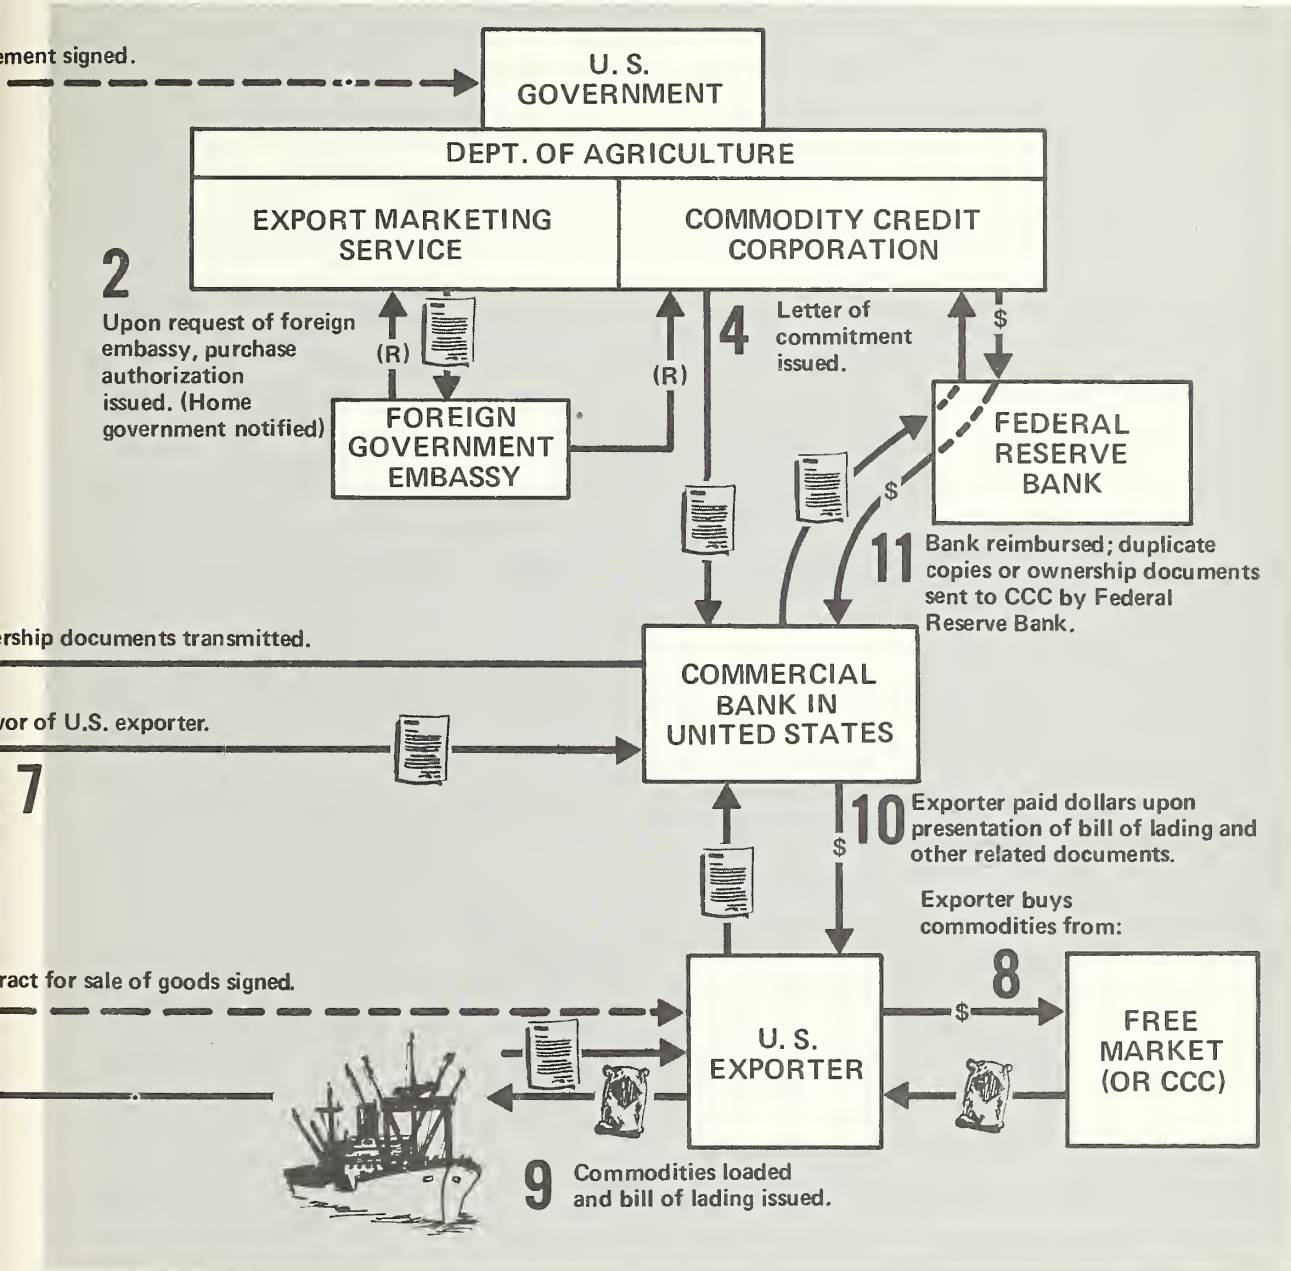 ement signed.
U. S.
GOVERNMENT
DEPT. OF AGRICULTURE
EXPORT MARKETING
SERVICE
COMMODITY CREDIT
CORPORATION
2
Upon request of foreign
embassy, purchase
authorization
issued. (Home
government notified)
(R)
FOREIGN
GOVERNMENT
EMBASSY
(R)
4
Letter of
commitment
issued.
$
FEDERAL
RESERVE
BANK
$
11
Bank reimbursed; duplicate
copies or ownership documents
sent to CCC by Federal
Reserve Bank.
ership documents transmitted.
COMMERCIAL
BANK IN
UNITED STATES
vor of U.S. exporter.
7
10
Exporter paid dollars upon
presentation of bill of lading and
other related documents.
$
Exporter buys
commodities from:
8
ract for sale of goods signed.
U. S.
EXPORTER
$
FREE
MARKET
(OR CCC)
9
Commodities loaded
and bill of lading issued.